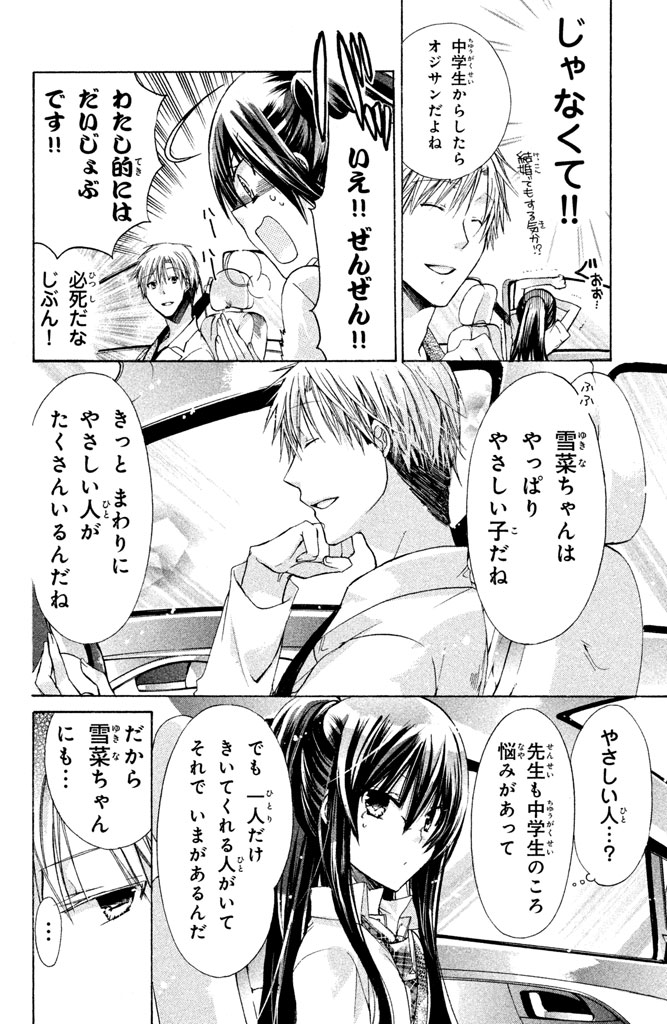 じゃなくて!!
結婚でもする気か!?
中学生からしたら
オジサンだよね
おお…
いえ!!ぜんぜん!!
わたし的には
だいじょぶ
です!!
必死だな
じぶん!
ふふ
雪菜ちゃんは
やっぱり
やさしい子だね
きっと まわりに
やさしい人が
たくさんいるんだね
やさしい人…?
先生も中学生のころ
悩みがあって
でも 一人だけ
きいてくれる人がいて
それで いまがあるんだ
だから
雪菜ちゃん
にも…
…